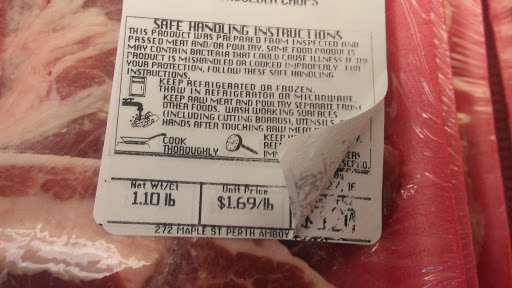 CHOPS
SAFE HANDLING INSTRUCTIONS
THIS PRODUCT WAS PREPARED FROM INSPECTED AND
PASSED MEAT AND/OR POULTRY. SOME FOOD PRODUCTS
MAY CONTAIN BACTERIA THAT COULD CAUSE ILLNESS IF THE
PRODUCT IS MISHANDLED OR COOKED IMPROPERLY. FOR
YOUR PROTECTION, FOLLOW THESE SAFE HANDLING
INSTRUCTIONS.
KEEP REFRIGERATED OR FROZEN.
THAW IN REFRIGERATOR OR MICROWAVE.
KEEP RAW MEAT AND POULTRY SEPARATE FROM
OTHER FOODS. WASH WORKING SURFACES
(INCLUDING CUTTING BOARDS), UTENSILS,
HANDS AFTER TOUCHING RAW MEAT
COOK
THOROUGHLY
KEEP
Net Wt/Ct
Unit Price
1.10 lb
$1.69/lb
272 MAPLE ST PERTH AMBOY